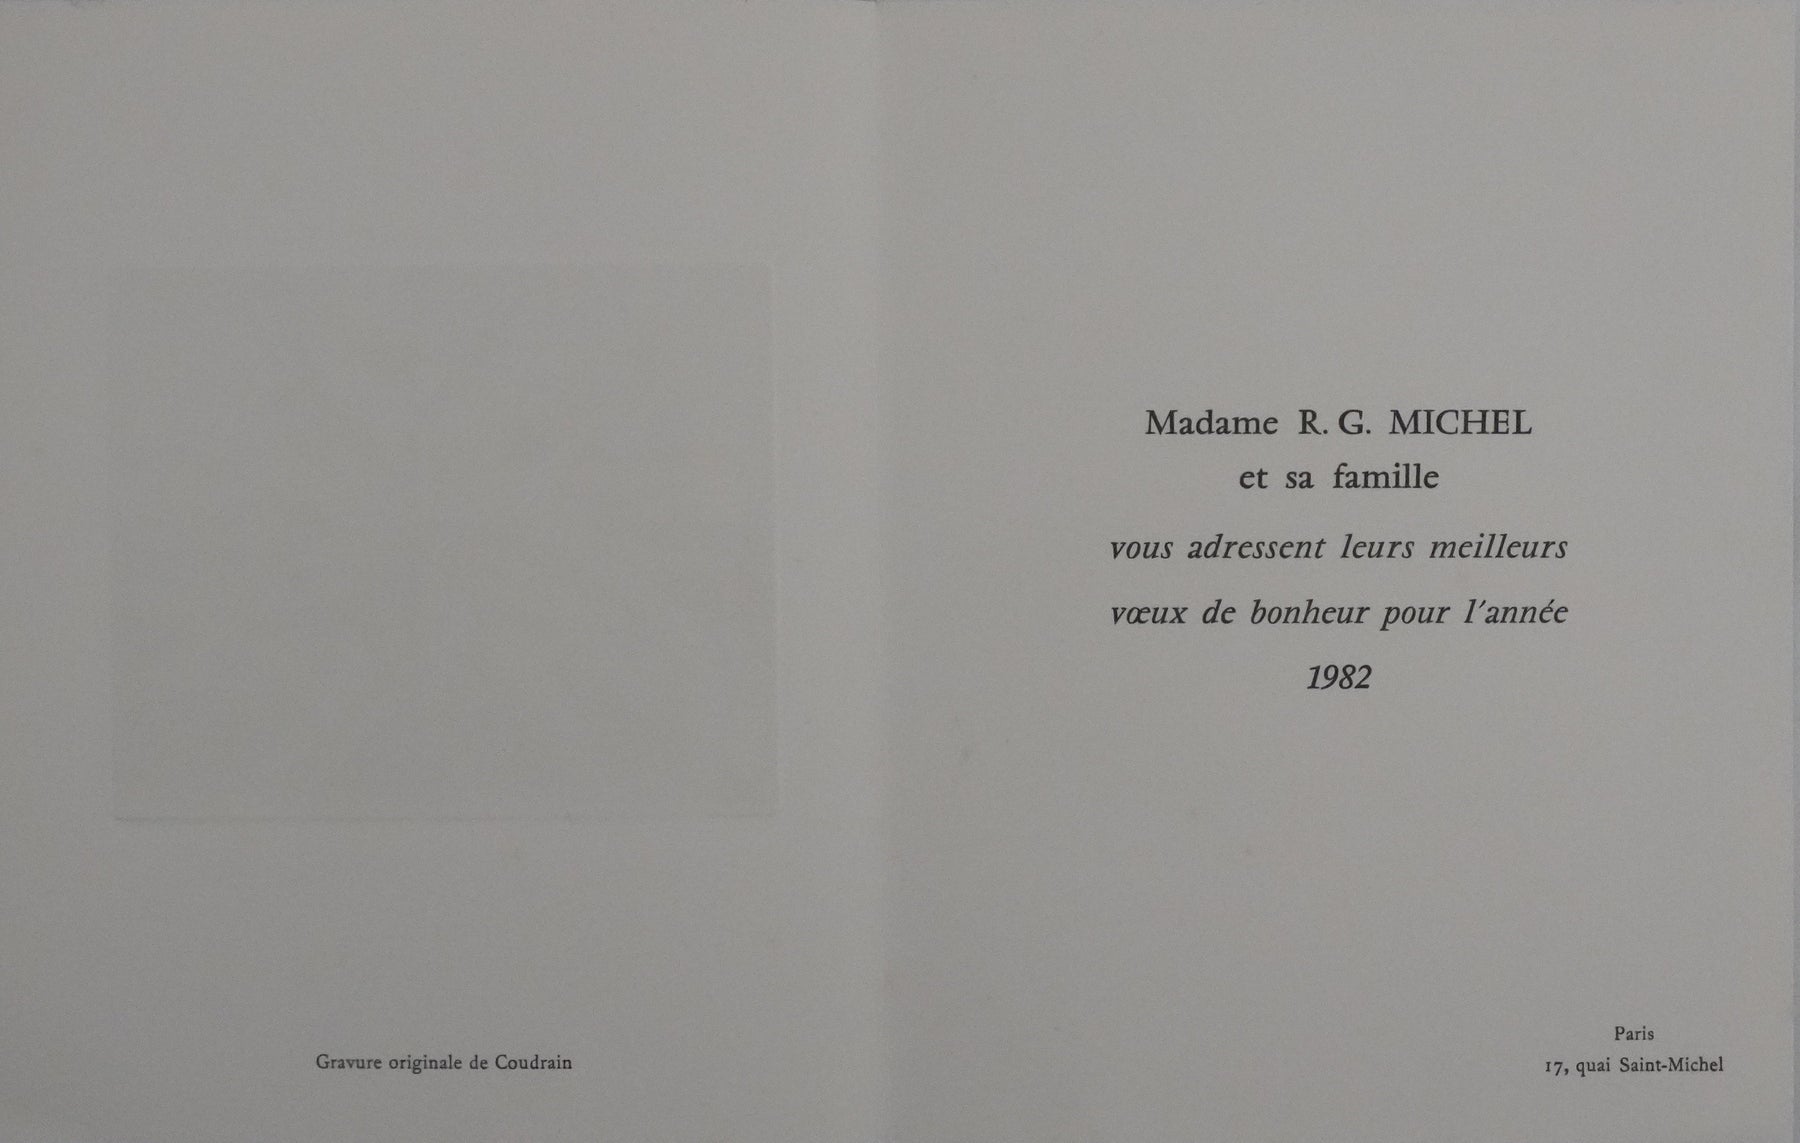 Gravure originale de Coudrain
Madame R. G. MICHEL
et sa famille
vous adressent leurs meilleurs
vœux de bonheur pour l'année
1982
Paris
17, quai Saint-Michel